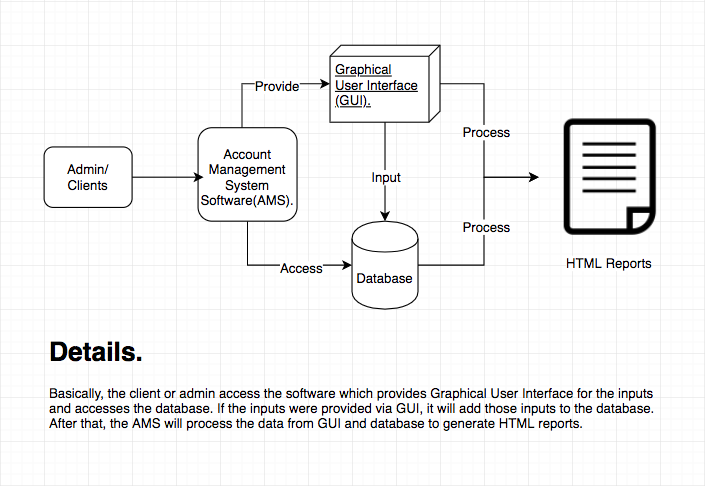 Graphical
User Interface
(GUI).
Provide
Process
Account
Management
System
Software(AMS).
Admin/
Clients
Input
Process
Access
Database
HTML Reports
Details.
Basically, the client or admin access the software which provides Graphical User Interface for the inputs
and accesses the database. If the inputs were provided via GUI, it will add those inputs to the database.
After that, the AMS will process the data from GUI and database to generate HTML reports.